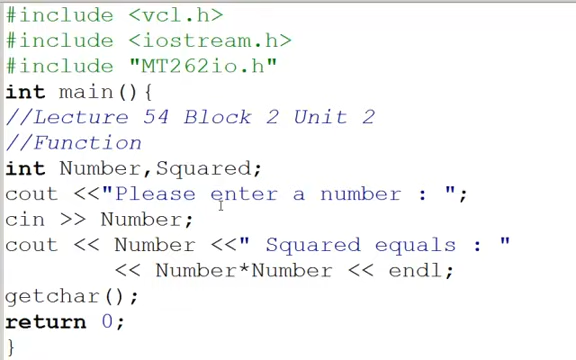 #include <vcl.h>
#include <iostream.h>
#include "MT262io.h"
int main(){
//Lecture 54 Block 2 Unit 2
//Function
int Number,Squared;
cout <<"Please enter a number : ";
cin >> Number;
cout << Number <<" Squared equals : "
<< Number*Number << endl;
getchar();
return 0;
}